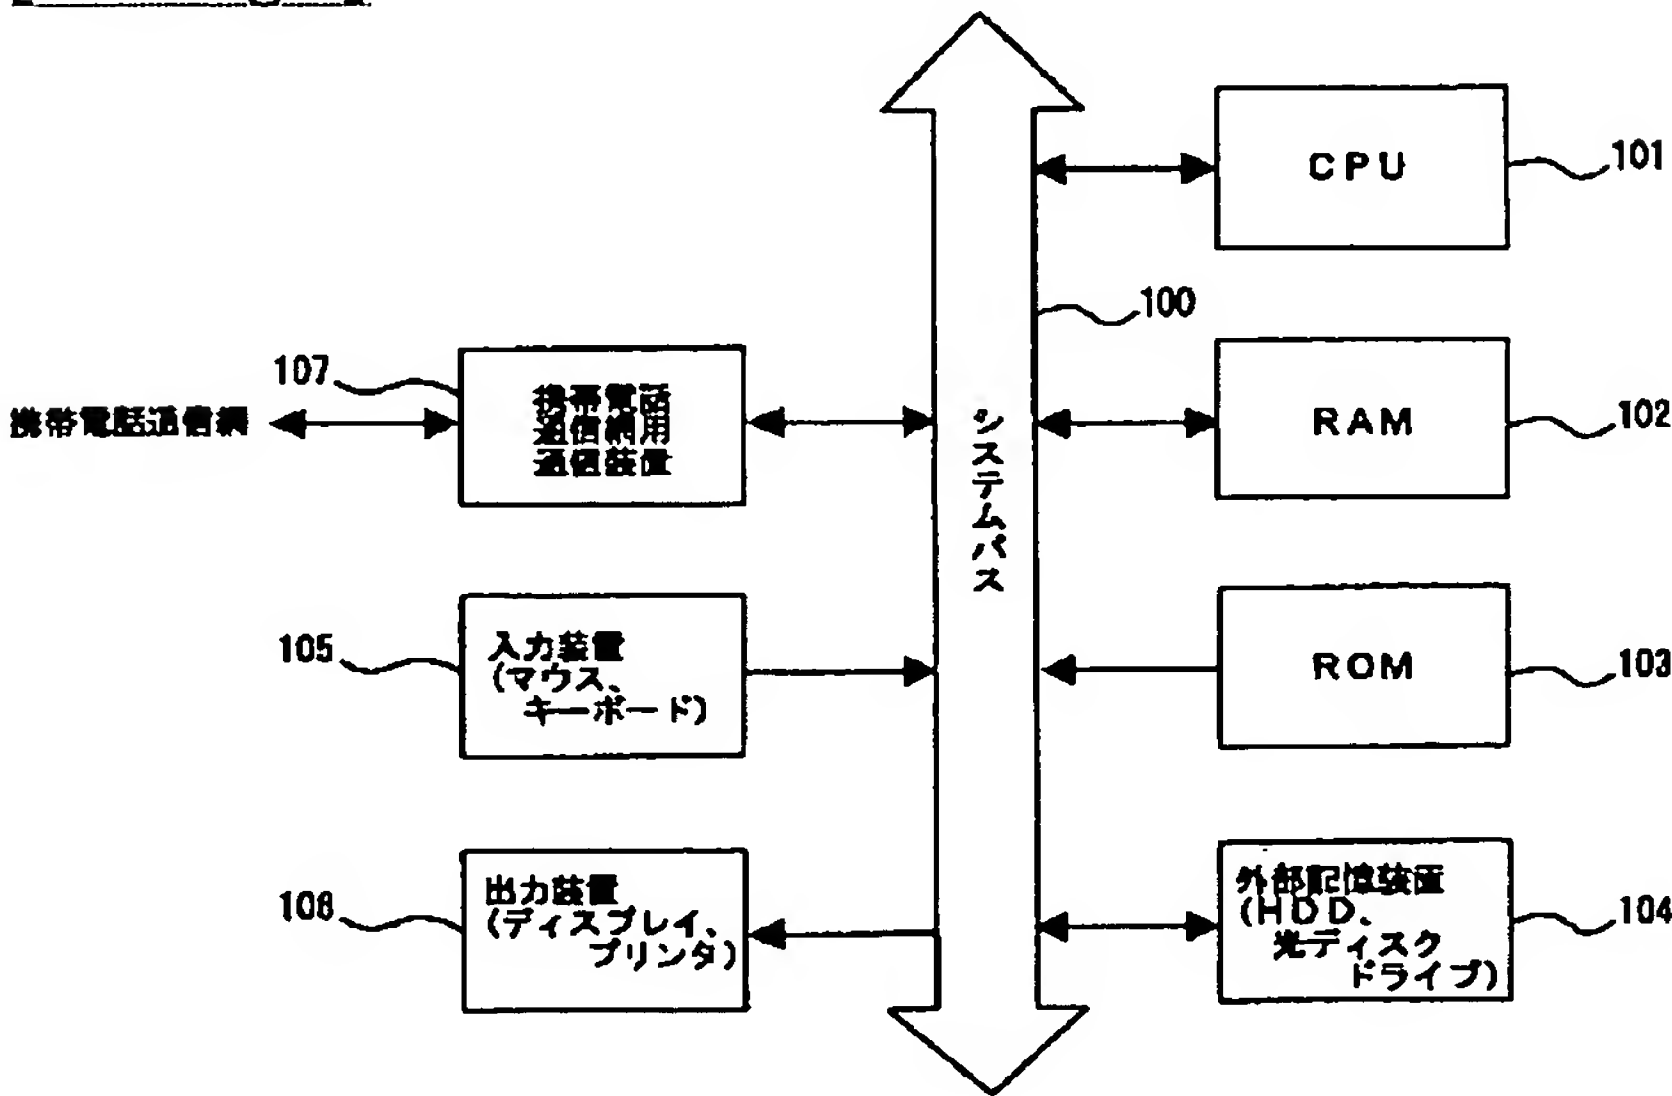 CPU
101
100
107
携帯電話
通信網用
通信装置
携帯電話通信網
システムバス
RAM
102
105
入力装置
(マウス、
キーボード)
ROM
103
106
出力装置
(ディスプレイ、
プリンタ)
外部記憶装置
(HDD、
光ディスク
ドライブ)
104